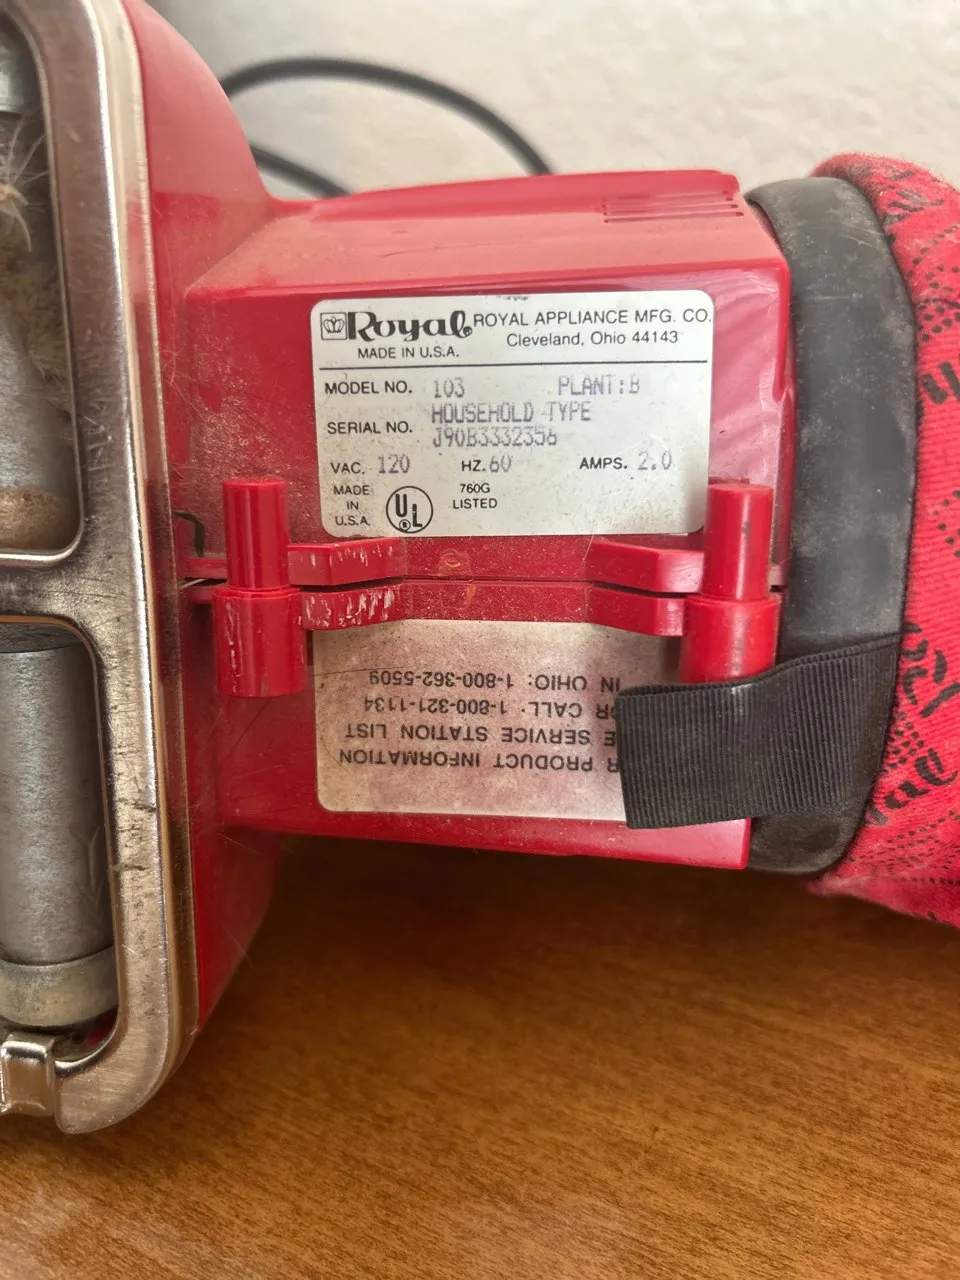 Royal® ROYAL APPLIANCE MFG. CO.
MADE IN U.S.A. Cleveland, Ohio 44143
MODEL NO. 103 PLANT:B
HOUSEHOLD TYPE
SERIAL NO. J90B3332356
VAC. 120 HZ. 60 AMPS. 2.0
MADE IN U.S.A. UL® 760G LISTED
PRODUCT INFORMATION
SERVICE STATION LIST
CALL. 1-800-321-1134
IN OHIO: 1-800-362-5509